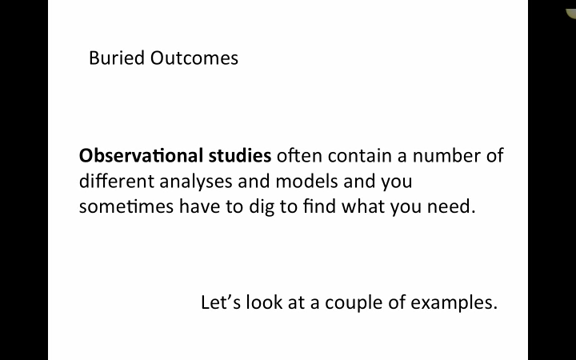 Buried Outcomes
Observational studies often contain a number of
different analyses and models and you
sometimes have to dig to find what you need.
Let’s look at a couple of examples.